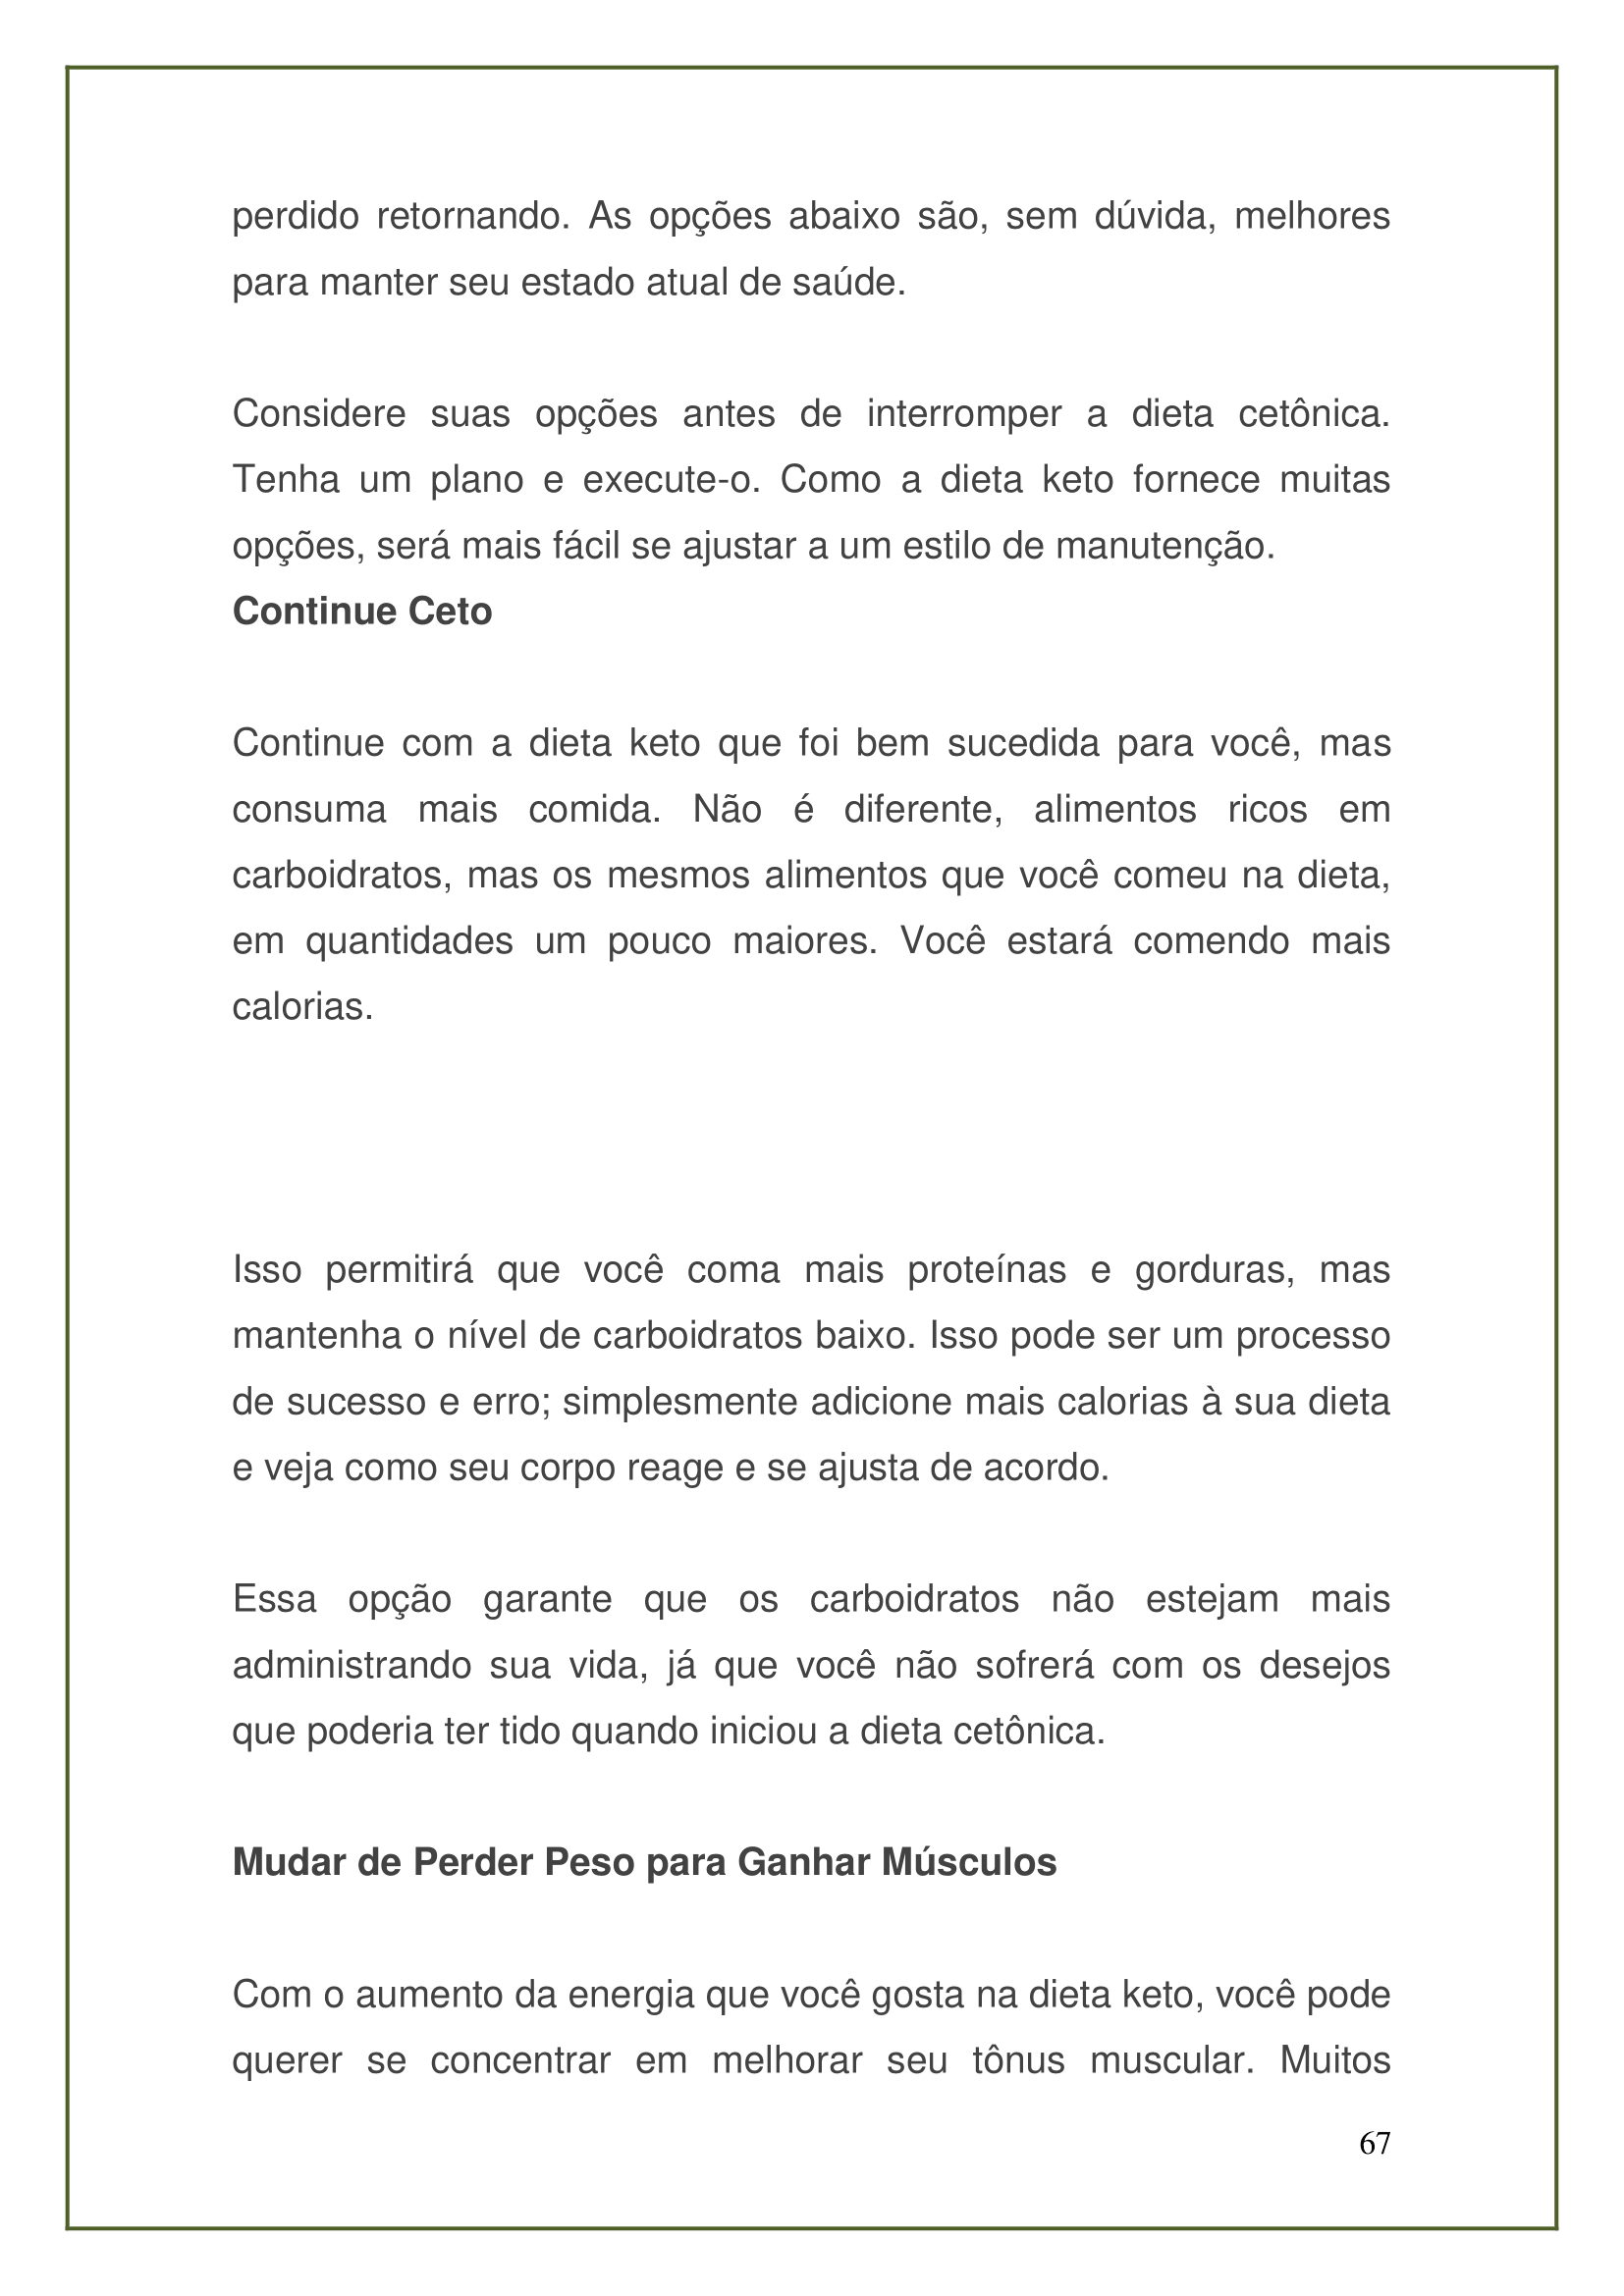 perdido retornando. As opções abaixo são, sem dúvida, melhores
para manter seu estado atual de saúde.
Considere suas opções antes de interromper a dieta cetônica.
Tenha um plano e execute-o. Como a dieta keto fornece muitas
opções, será mais fácil se ajustar a um estilo de manutenção.
Continue Ceto
Continue com a dieta keto que foi bem sucedida para você, mas
consuma mais comida. Não é diferente, alimentos ricos em
carboidratos, mas os mesmos alimentos que você comeu na dieta,
em quantidades um pouco maiores. Você estará comendo mais
calorias.
Isso permitirá que você coma mais proteínas e gorduras, mas
mantenha o nível de carboidratos baixo. Isso pode ser um processo
de sucesso e erro; simplesmente adicione mais calorias à sua dieta
e veja como seu corpo reage e se ajusta de acordo.
Essa opção garante que os carboidratos não estejam mais
administrando sua vida, já que você não sofrerá com os desejos
que poderia ter tido quando iniciou a dieta cetônica.
Mudar de Perder Peso para Ganhar Músculos
Com o aumento da energia que você gosta na dieta keto, você pode
querer se concentrar em melhorar seu tônus muscular. Muitos
67